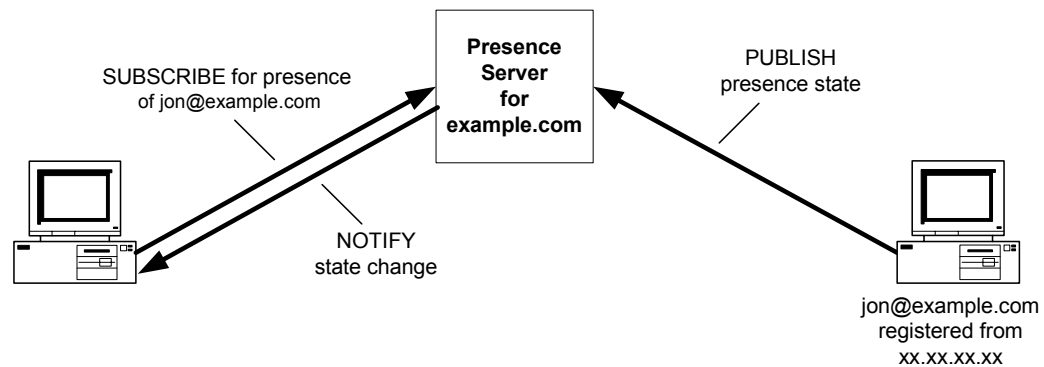 SUBSCRIBE for presence
of jon@example.com
Presence
Server
for
example.com
PUBLISH
presence state
NOTIFY
state change
jon@example.com
registered from
xx.xx.xx.xx